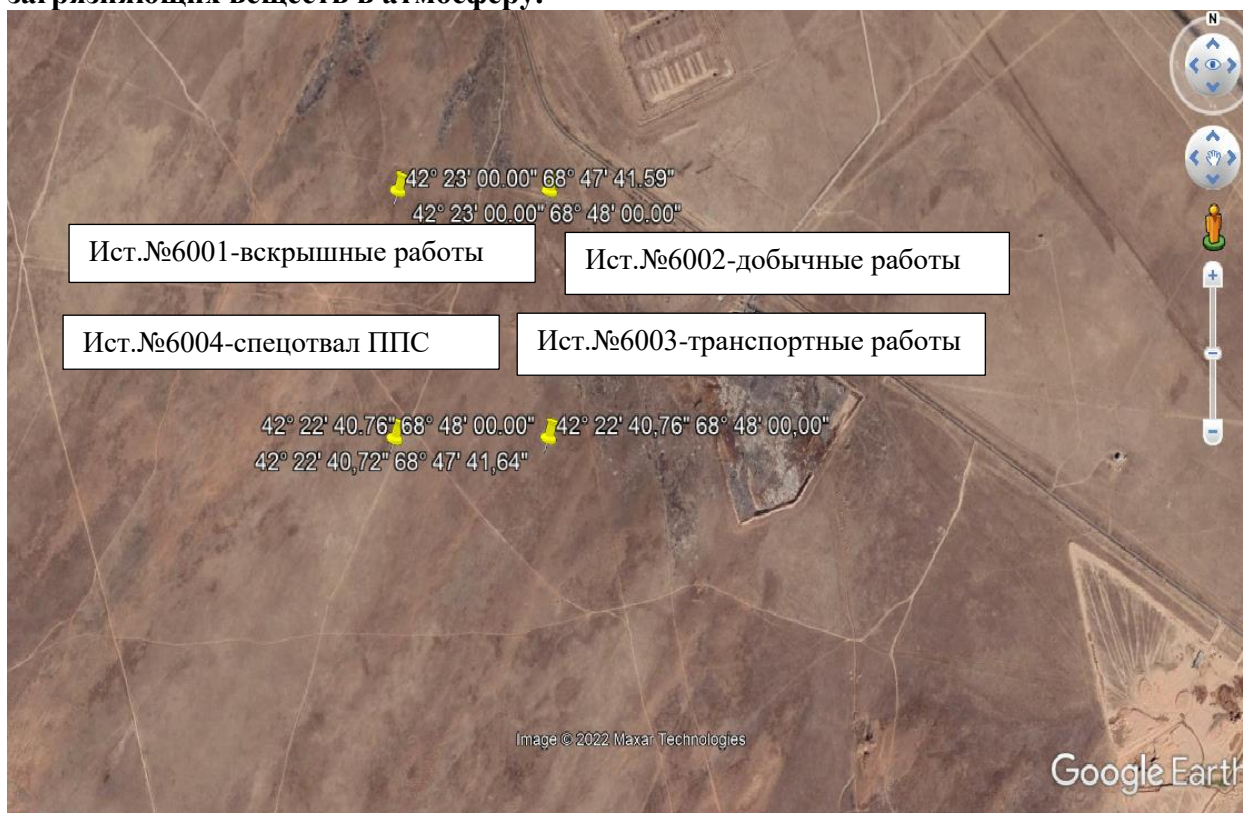 загрязняющих веществ в атмосферу.
N
42° 23' 00.00" 68° 47' 41.59"
42° 23' 00.00" 68° 48' 00.00"
Ист.№6001-вскрышные работы
Ист.№6002-добычные работы
Ист.№6004-спецотвал ППС
Ист.№6003-транспортные работы
42° 22' 40.76" 68° 48' 00.00"
42° 22' 40,76" 68° 48' 00,00"
42° 22' 40,72" 68° 47' 41,64"
Image © 2022 Maxar Technologies
Google Earth